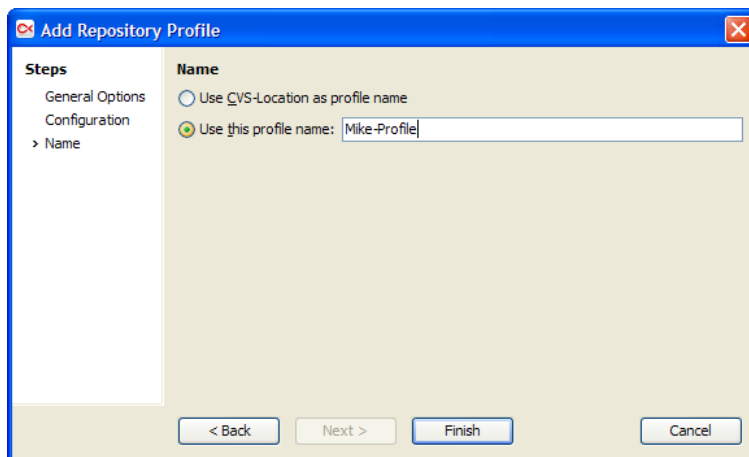 Add Repository Profile
Steps
General Options
Configuration
> Name
Name
Use CVS-Location as profile name
Use this profile name: Mike-Profile
< Back Next > Finish Cancel